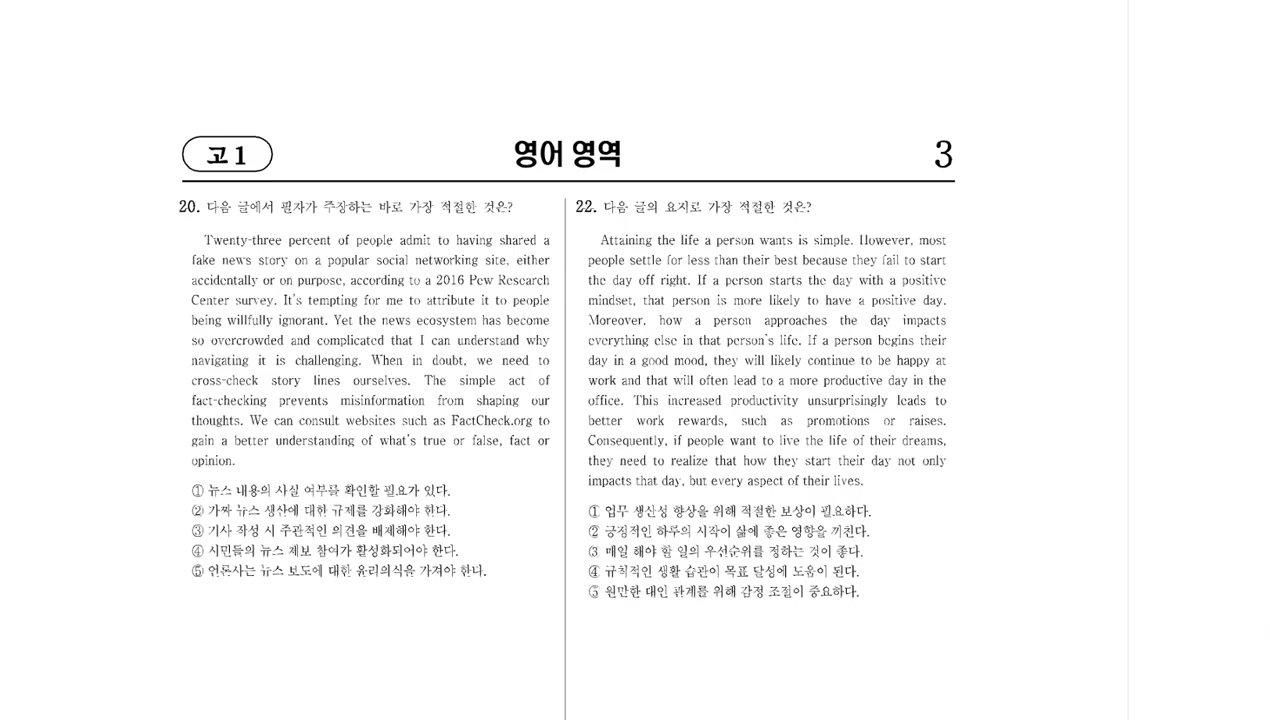 고 1
영어 영역
3
20. 다음 글에서 필자가 주장하는 바로 가장 적절한 것은?
Twenty-three percent of people admit to having shared a
fake news story on a popular social networking site, either
accidentally or on purpose, according to a 2016 Pew Research
Center survey. It's tempting for me to attribute it to people
being willfully ignorant. Yet the news ecosystem has become
so overcrowded and complicated that I can understand why
navigating it is challenging. When in doubt, we need to
cross-check story lines ourselves. The simple act of
fact-checking prevents misinformation from shaping our
thoughts. We can consult websites such as FactCheck.org to
gain a better understanding of what's true or false, fact or
opinion.
① 뉴스 내용의 사실 여부를 확인할 필요가 있다.
② 가짜 뉴스 생산에 대한 규제를 강화해야 한다.
③ 기사 작성 시 주관적인 의견을 배제해야 한다.
④ 시민들의 뉴스 제보 참여가 활성화되어야 한다.
⑤ 언론사는 뉴스 보도에 대한 윤리의식을 가져야 한다.
22. 다음 글의 요지로 가장 적절한 것은?
Attaining the life a person wants is simple. However, most
people settle for less than their best because they fail to start
the day off right. If a person starts the day with a positive
mindset, that person is more likely to have a positive day.
Moreover, how a person approaches the day impacts
everything else in that person's life. If a person begins their
day in a good mood, they will likely continue to be happy at
work and that will often lead to a more productive day in the
office. This increased productivity unsurprisingly leads to
better work rewards, such as promotions or raises.
Consequently, if people want to live the life of their dreams,
they need to realize that how they start their day not only
impacts that day, but every aspect of their lives.
① 업무 생산성 향상을 위해 적절한 보상이 필요하다.
② 긍정적인 하루의 시작이 삶에 좋은 영향을 끼친다.
③ 매일 해야 할 일의 우선순위를 정하는 것이 좋다.
④ 규칙적인 생활 습관이 목표 달성에 도움이 된다.
⑤ 원만한 대인 관계를 위해 감정 조절이 중요하다.